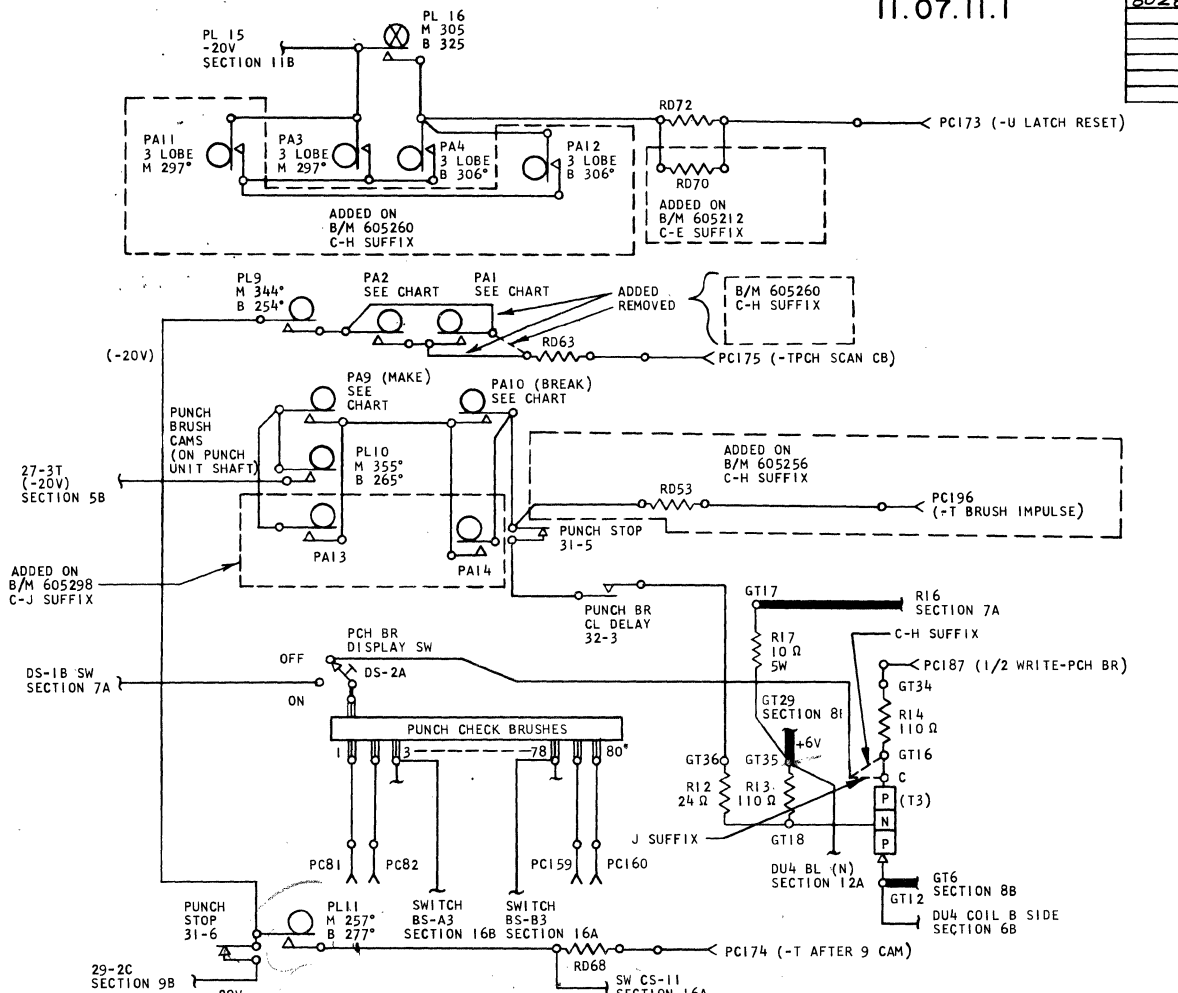 11.07.11.1
PL 15
-20V
SECTION 11B
PL 16
M 305
B 325
PA11
3 LOBE
M 297°
PA3
3 LOBE
M 297°
PA4
3 LOBE
B 306°
PA12
3 LOBE
B 306°
RD72
PC173 (-U LATCH RESET)
RD70
ADDED ON
B/M 605212
C-E SUFFIX
ADDED ON
B/M 605260
C-H SUFFIX
PL9
M 344°
B 254°
PA2
SEE CHART
PA1
SEE CHART
ADDED
REMOVED
B/M 605260
C-H SUFFIX
(-20V)
RD63
PC175 (-TPCH SCAN CB)
PA9 (MAKE)
SEE
CHART
PA10 (BREAK)
SEE CHART
PUNCH
BRUSH
CAMS
(ON PUNCH
UNIT SHAFT)
PL10
M 355°
B 265°
27-3T
(-20V)
SECTION 5B
ADDED ON
B/M 605256
C-H SUFFIX
RD53
PC196
(-T BRUSH IMPULSE)
PUNCH STOP
31-5
PA13
PA14
ADDED ON
B/M 605298
C-J SUFFIX
PUNCH BR
CL DELAY
32-3
GT17
R16
SECTION 7A
R17
10 Ω
5W
C-H SUFFIX
PC187 (1/2 WRITE-PCH BR)
GT34
R14
110 Ω
PCH BR
DISPLAY SW
OFF
DS-2A
ON
DS-1B SW
SECTION 7A
GT29
SECTION 8
+6V
PUNCH CHECK BRUSHES
1
3
78
80
GT36
GT35
GT16
C
R12
24 Ω
R13
110 Ω
P
N
P
(T3)
J SUFFIX
GT18
PC81
PC82
PC159
PC160
DU4 BL (N)
SECTION 12A
GT6
SECTION 8B
GT12
DU4 COIL B SIDE
SECTION 6B
PUNCH
STOP
31-6
PL11
M 257°
B 277°
SWITCH
BS-A3
SECTION 16B
SWITCH
BS-B3
SECTION 16A
RD68
PC174 (-T AFTER 9 CAM)
29-2C
SECTION 9B
SW CS-11
SECTION 16A